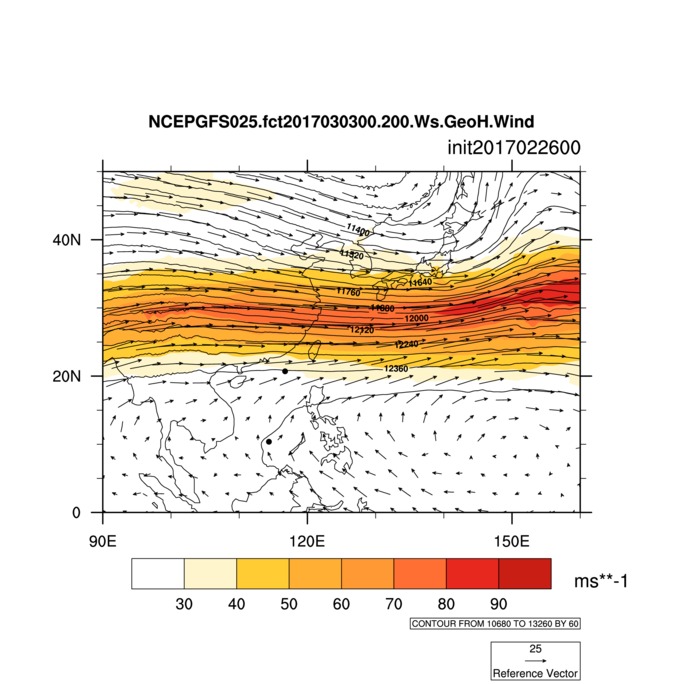 NCEPGFS025.fct2017030300.200.Ws.GeoH.Wind
init2017022600
40N
20N
0
90E
120E
150E
11400
11520
11640
11760
11880
12000
12120
12240
12360
30 40 50 60 70 80 90
ms**-1
CONTOUR FROM 10680 TO 13260 BY 60
25
Reference Vector